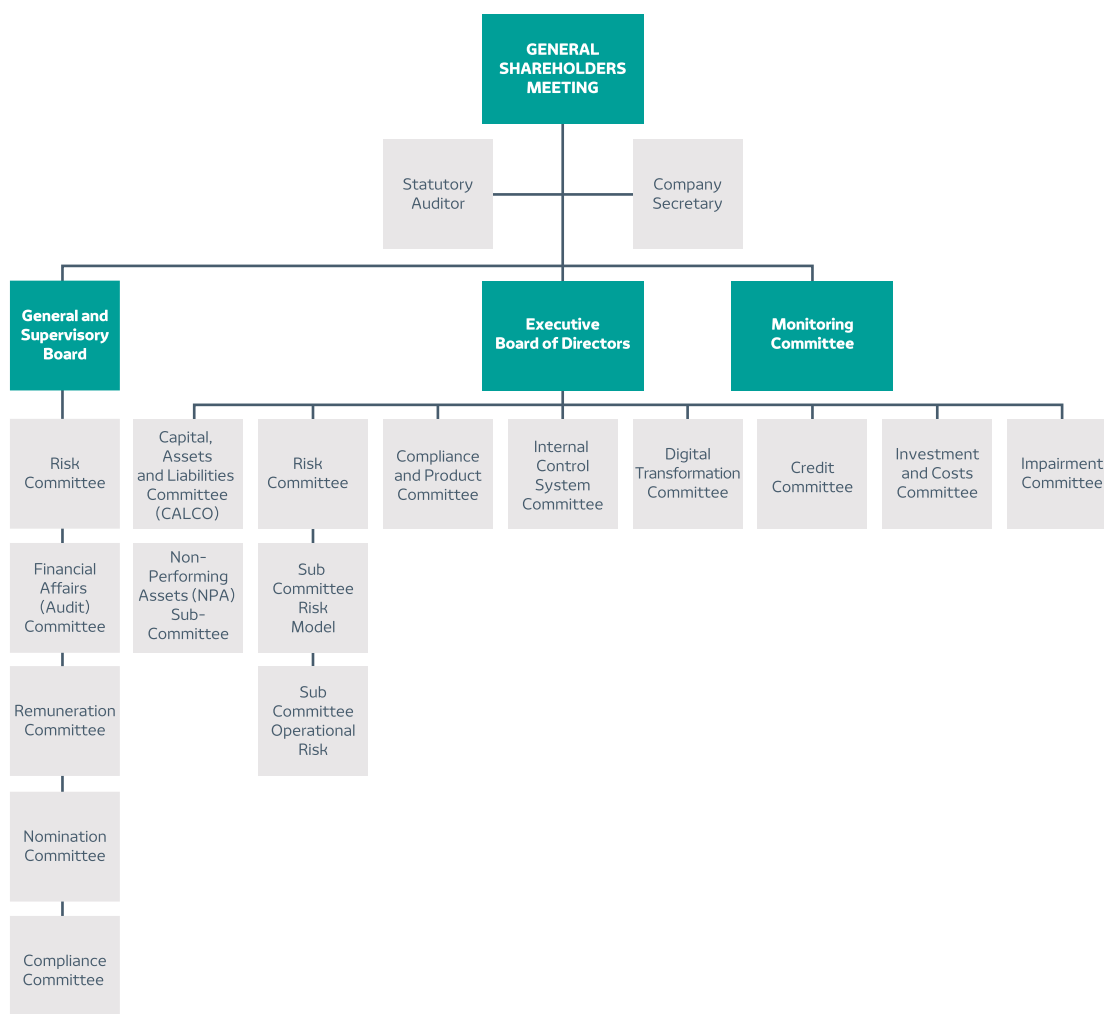 GENERAL
SHAREHOLDERS
MEETING
Statutory
Auditor
Company
Secretary
General and
Supervisory
Board
Executive
Board of Directors
Monitoring
Committee
Risk
Committee
Capital,
Assets
and Liabilities
Committee
(CALCO)
Risk
Committee
Compliance
and Product
Committee
Internal
Control
System
Committee
Digital
Transformation
Committee
Credit
Committee
Investment
and Costs
Committee
Impairment
Committee
Financial
Affairs
(Audit)
Committee
Non-
Performing
Assets (NPA)
Sub-
Committee
Sub
Committee
Risk
Model
Remuneration
Committee
Sub
Committee
Operational
Risk
Nomination
Committee
Compliance
Committee